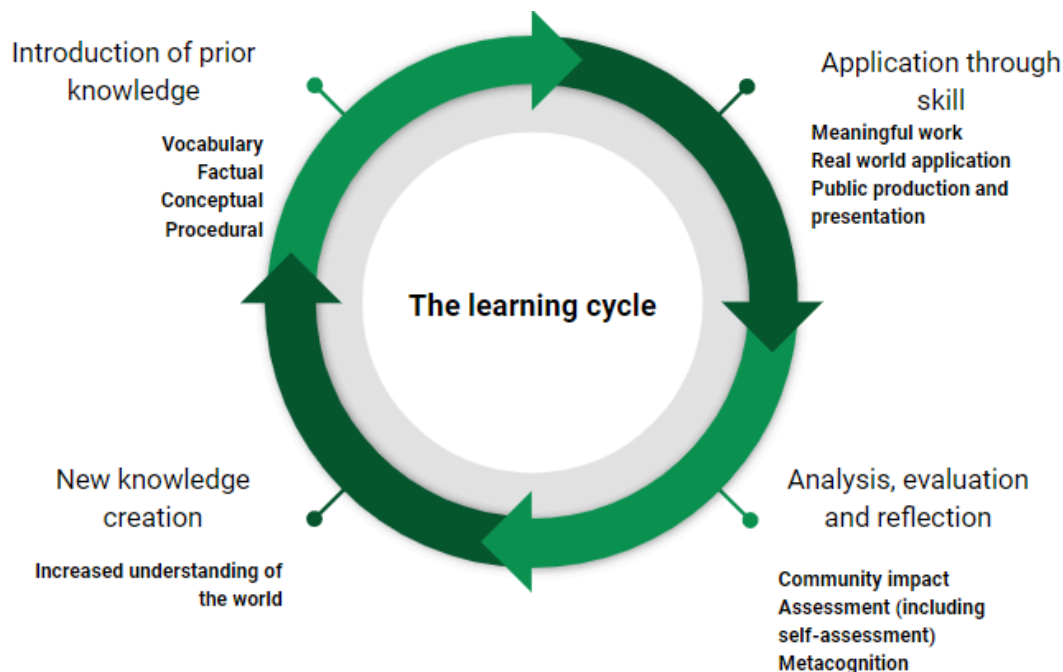 Introduction of prior
knowledge
Vocabulary
Factual
Conceptual
Procedural
Application through
skill
Meaningful work
Real world application
Public production and
presentation
The learning cycle
New knowledge
creation
Increased understanding of
the world
Analysis, evaluation
and reflection
Community impact
Assessment (including
self-assessment)
Metacognition